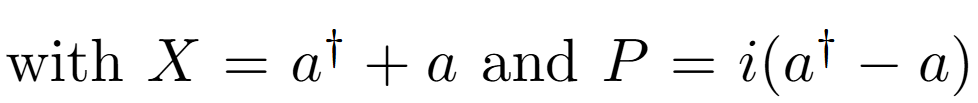 with X = a† + a and P = i(a† − a)